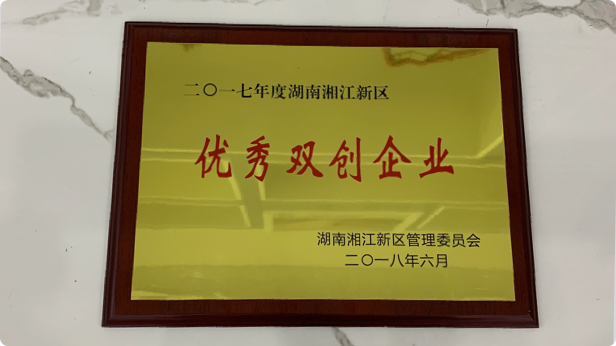 二〇一七年度湖南湘江新区
优秀双创企业
湖南湘江新区管理委员会
二〇一八年六月